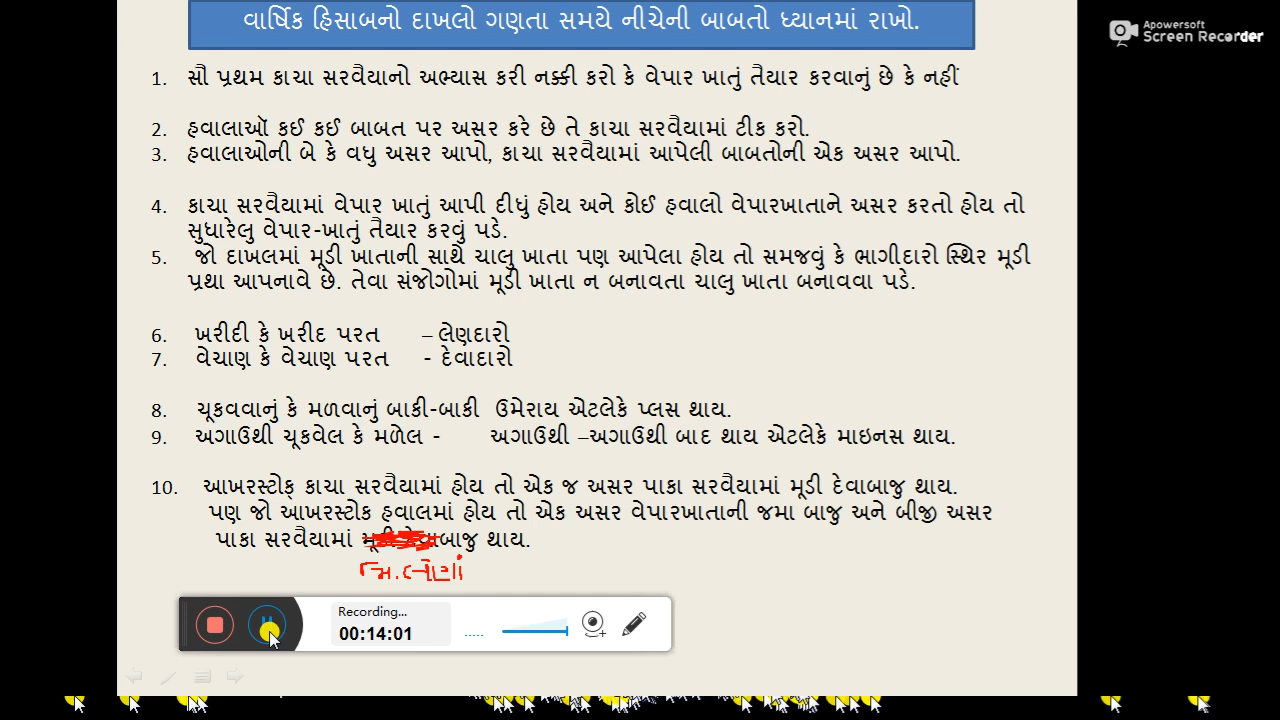 વાર્ષિક હિસાબનો દાખલો ગણતા સમયે નીચેની બાબતો ધ્યાનમાં રાખો.
Apowersoft
Screen Recorder
1. સૌ પ્રથમ કાચા સરવૈયાનો અભ્યાસ કરી નક્કી કરો કે વેપાર ખાતું તૈયાર કરવાનું છે કે નહીં
2. હવાલાઑ કઈ કઈ બાબત પર અસર કરે છે તે કાચા સરવૈયામાં ટીક કરો.
3. હવાલાઓની બે કે વધુ અસર આપો, કાચા સરવૈયામાં આપેલી બાબતોની એક અસર આપો.
4. કાચા સરવૈયામાં વેપાર ખાતું આપી દીધું હોય અને કોઈ હવાલો વેપારખાતાને અસર કરતો હોય તો
સુધારેલુ વેપાર-ખાતું તૈયાર કરવું પડે.
5. જો દાખલમાં મૂડી ખાતાની સાથે ચાલુ ખાતા પણ આપેલા હોય તો સમજવું કે ભાગીદારો સ્થિર મૂડી
પ્રથા આપનાવે છે. તેવા સંજોગોમાં મૂડી ખાતા ન બનાવતા ચાલુ ખાતા બનાવવા પડે.
6. ખરીદી કે ખરીદ પરત – લેણદારો
7. વેચાણ કે વેચાણ પરત - દેવાદારો
8. ચૂકવવાનું કે મળવાનું બાકી-બાકી ઉમેરાય એટલેકે પ્લસ થાય.
9. અગાઉથી ચૂકવેલ કે મળેલ - અગાઉથી –અગાઉથી બાદ થાય એટલેકે માઇનસ થાય.
10. આખરસ્ટોક્ કાચા સરવૈયામાં હોય તો એક જ અસર પાકા સરવૈયામાં મૂડી દેવાબાજુ થાય.
પણ જો આખરસ્ટોક હવાલમાં હોય તો એક અસર વેપારખાતાની જમા બાજુ અને બીજી અસર
પાકા સરવૈયામાં મૂડી દેવાબાજુ થાય.
મિ.લેણાં
Recording...
00:14:01